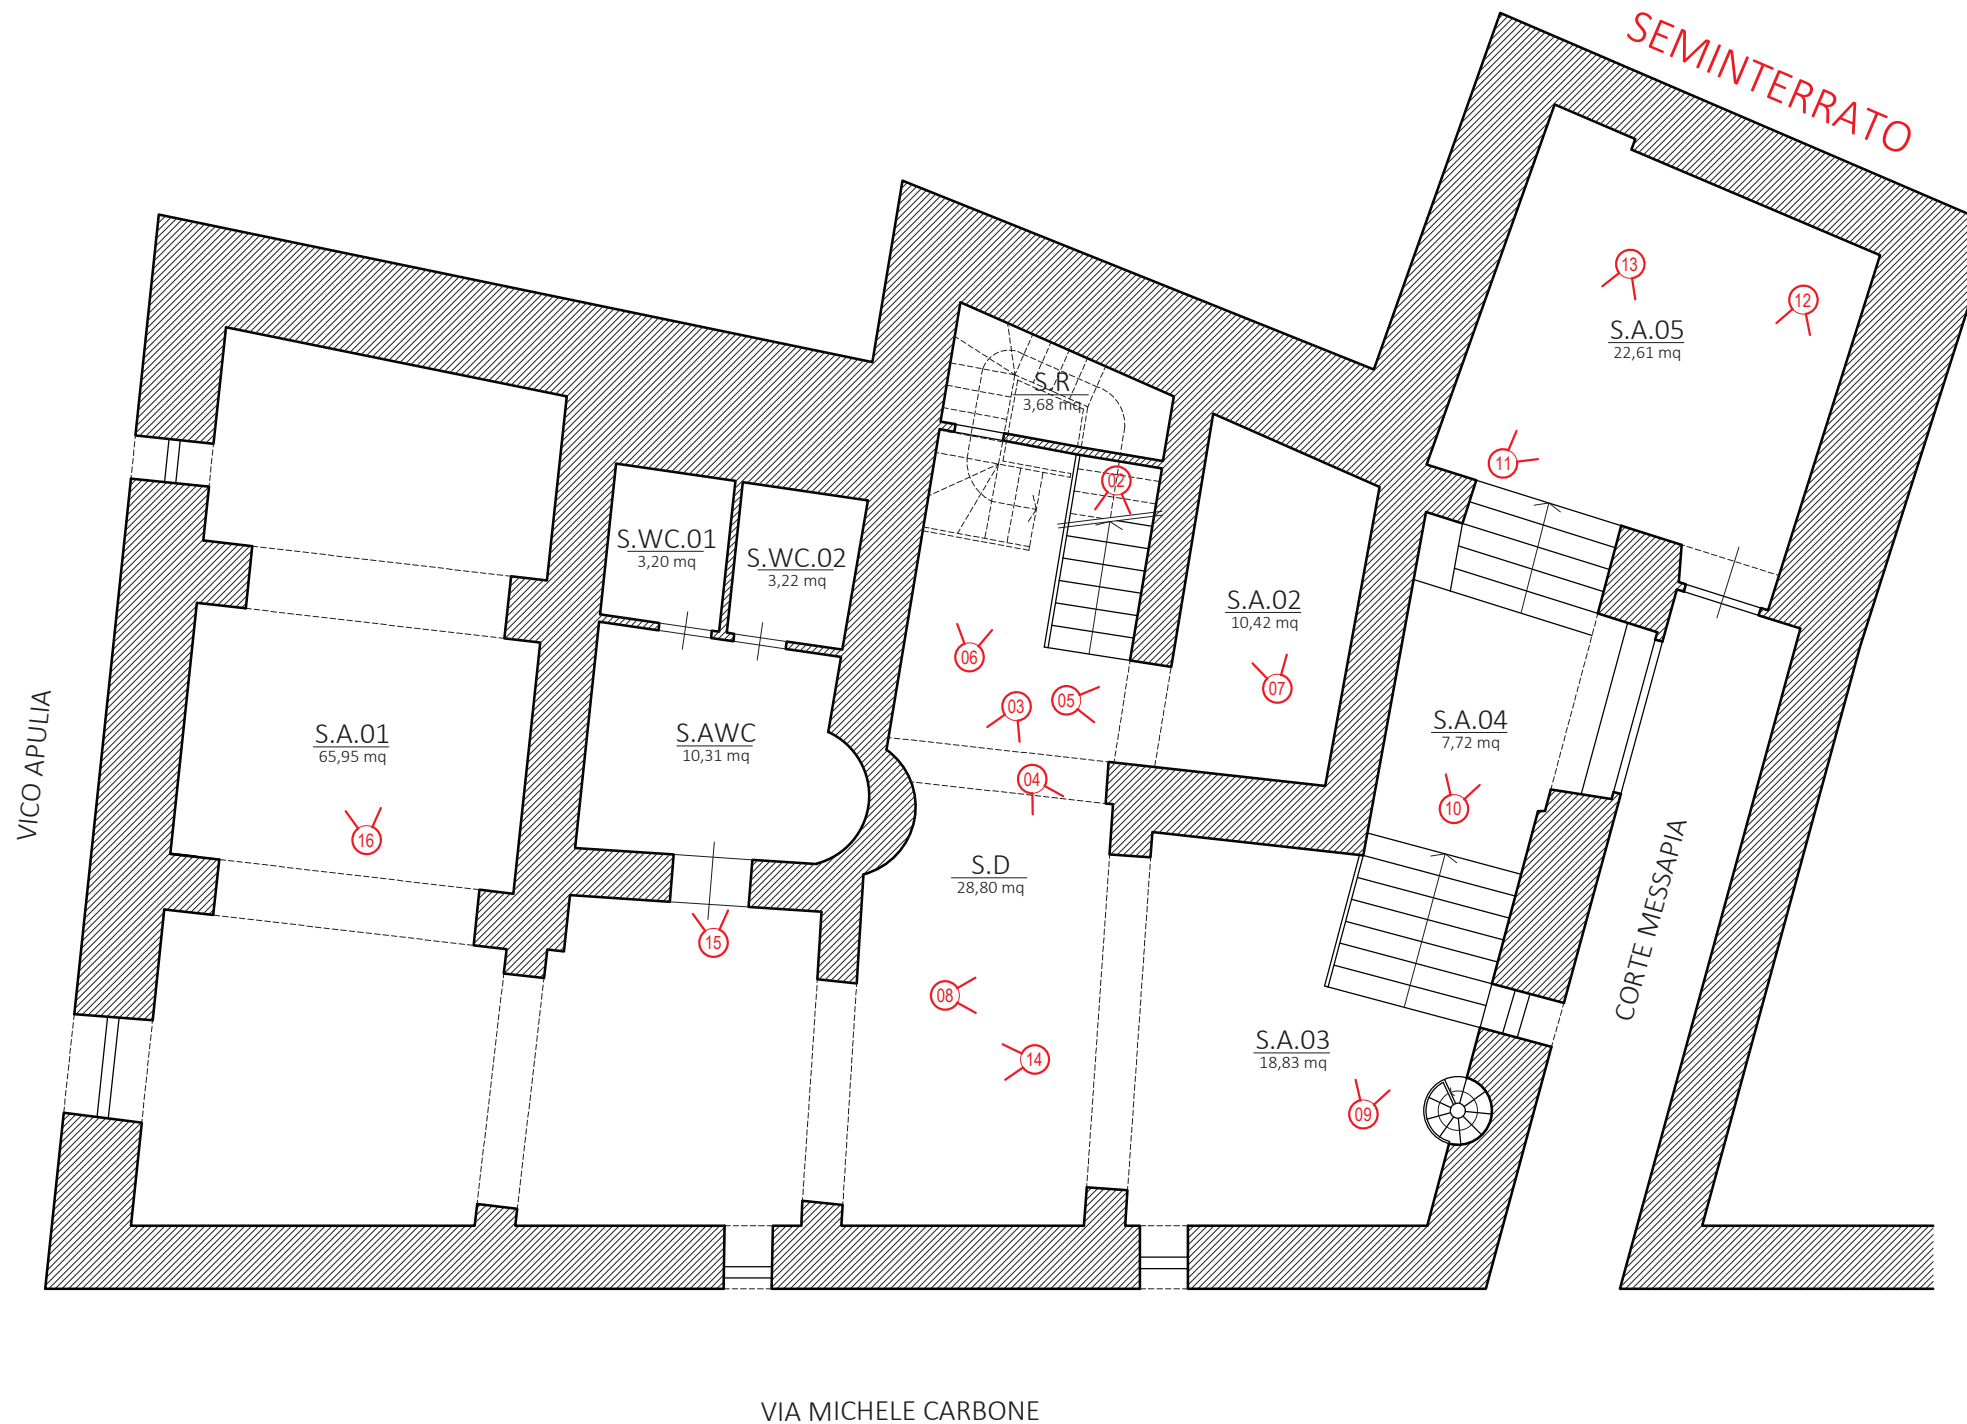 SEMINTERRATO
13
12
S.A.05
22,61 mq
S.R
3,68 mq
11
02
S.WC.01
3,20 mq
S.WC.02
3,22 mq
S.A.02
10,42 mq
06
07
05
03
S.A.04
7,72 mq
S.A.01
65,95 mq
S.AWC
10,31 mq
VICO APULIA
04
10
16
S.D
28,80 mq
CORTE MESSAPIA
15
08
14
S.A.03
18,83 mq
09
VIA MICHELE CARBONE